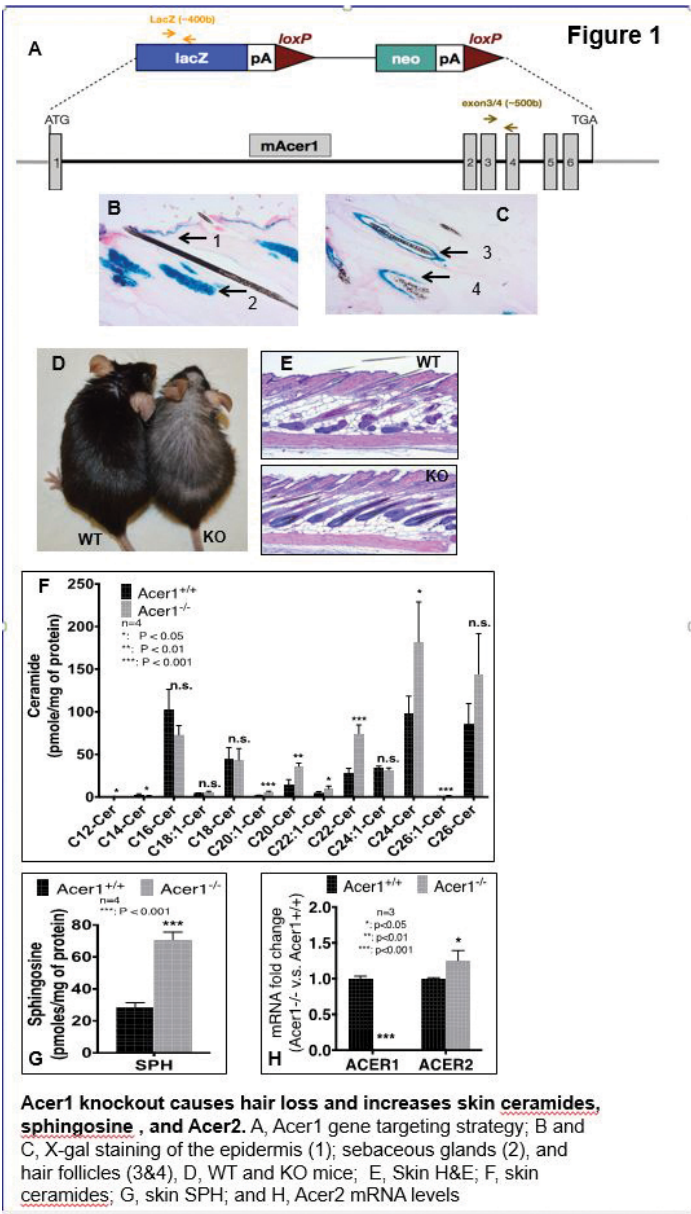 Figure 1
A
LacZ (~400b)
lacZ
pA
loxP
neo
pA
loxP
exon3/4 (~500b)
ATG
TGA
1
mAcer1
2
3
4
5
6
B
1
2
C
3
4
D
WT
KO
E
WT
KO
F
Acer1+/+
Acer1-/-
n=4
*: P < 0.05
**: P < 0.01
***: P < 0.001
Ceramide
(pmole/mg of protein)
250
200
150
100
50
0
*
*
n.s.
n.s.
n.s.
***
**
*
***
n.s.
*
***
n.s.
C12-Cer
C14-Cer
C16-Cer
C18:1-Cer
C18-Cer
C20:1-Cer
C20-Cer
C22:1-Cer
C22-Cer
C24:1-Cer
C24-Cer
C26:1-Cer
C26-Cer
Acer1+/+
Acer1-/-
n=4
***: P < 0.001
Sphingosine
(pmoles/mg of protein)
80
60
40
20
0
***
SPH
G
Acer1+/+
Acer1-/-
n=3
*: p<0.05
**: p<0.01
***: p<0.001
mRNA fold change
(Acer1-/- v.s. Acer1+/+)
2.0
1.5
1.0
0.5
0.0
***
*
ACER1
ACER2
H
Acer1 knockout causes hair loss and increases skin ceramides,
sphingosine , and Acer2. A, Acer1 gene targeting strategy; B and
C, X-gal staining of the epidermis (1); sebaceous glands (2), and
hair follicles (3&4), D, WT and KO mice; E, Skin H&E; F, skin
ceramides; G, skin SPH; and H, Acer2 mRNA levels